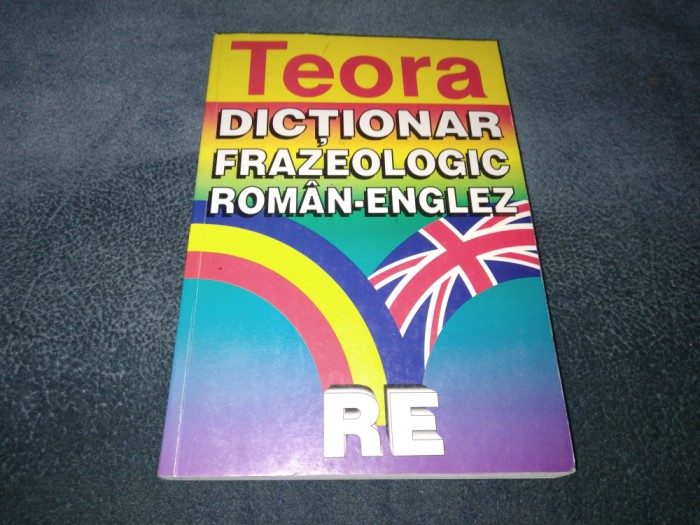 Teora
DICȚIONAR
FRAZEOLOGIC
ROMÂN-ENGLEZ
RE